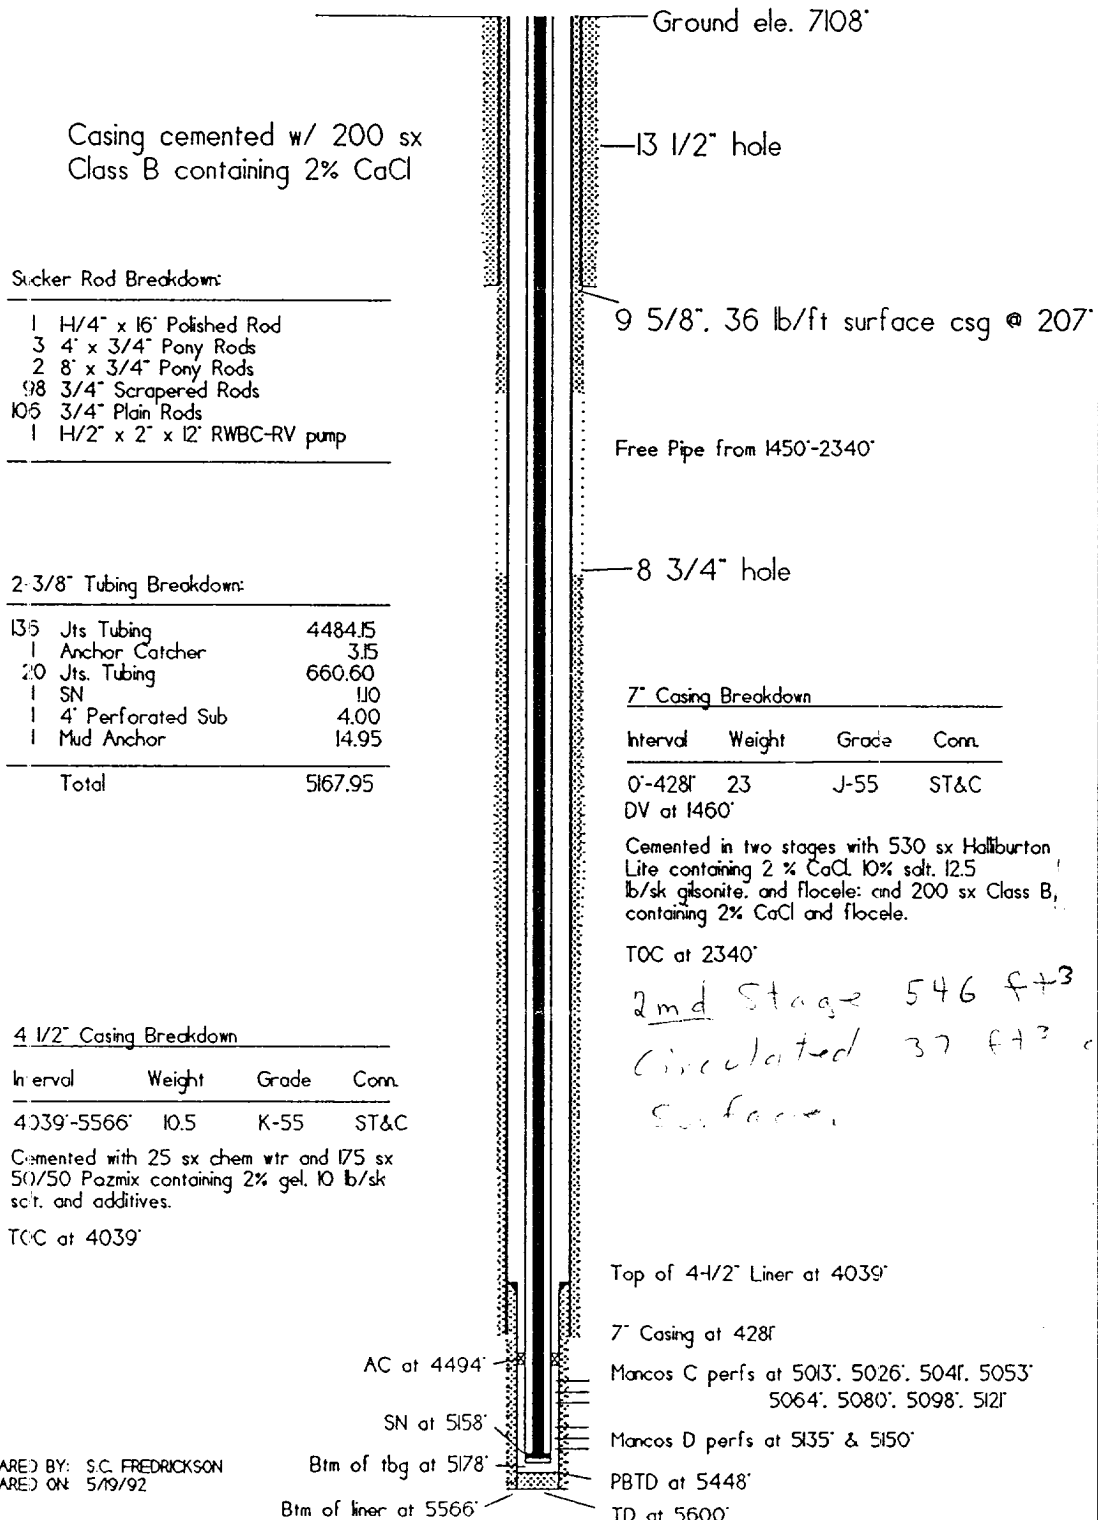 Ground ele. 7108'
Casing cemented w/ 200 sx
Class B containing 2% CaCl
13 1/2" hole
Sucker Rod Breakdown:
1 H/4" x 16' Polished Rod
3 4' x 3/4" Pony Rods
2 8' x 3/4" Pony Rods
98 3/4" Scrapered Rods
106 3/4" Plain Rods
1 H/2" x 2" x 12' RWBC-RV pump
9 5/8", 36 lb/ft surface csg @ 207'
Free Pipe from 1450'-2340'
8 3/4" hole
2-3/8" Tubing Breakdown:
136 Jts Tubing 4484.15
1 Anchor Catcher 3.15
20 Jts. Tubing 660.60
1 SN 1.10
1 4' Perforated Sub 4.00
1 Mud Anchor 14.95
Total 5167.95
7" Casing Breakdown
Interval Weight Grade Conn.
0'-4281' 23 J-55 ST&C
DV at 1460'
Cemented in two stages with 530 sx Halliburton
Lite containing 2 % CaCl, 10% salt, 12.5
lb/sk gilsonite, and flocele: and 200 sx Class B,
containing 2% CaCl and flocele.
TOC at 2340'
2nd Stage 546 ft3
Circulated 37 ft3
Surface.
4 1/2" Casing Breakdown
Interval Weight Grade Conn.
4039'-5566' 10.5 K-55 ST&C
Cemented with 25 sx chem wtr and 175 sx
50/50 Pozmix containing 2% gel, 10 lb/sk
salt, and additives.
TOC at 4039'
Top of 4-1/2" Liner at 4039'
7" Casing at 4281'
AC at 4494'
Mancos C perfs at 5013', 5026', 5041', 5053'
5064', 5080', 5098', 5121'
SN at 5158'
Mancos D perfs at 5135' & 5150'
ARED BY: S.C. FREDRICKSON
ARED ON: 5/19/92
Btm of tbg at 5178'
PBTD at 5448'
Btm of liner at 5566'
TD at 5600'